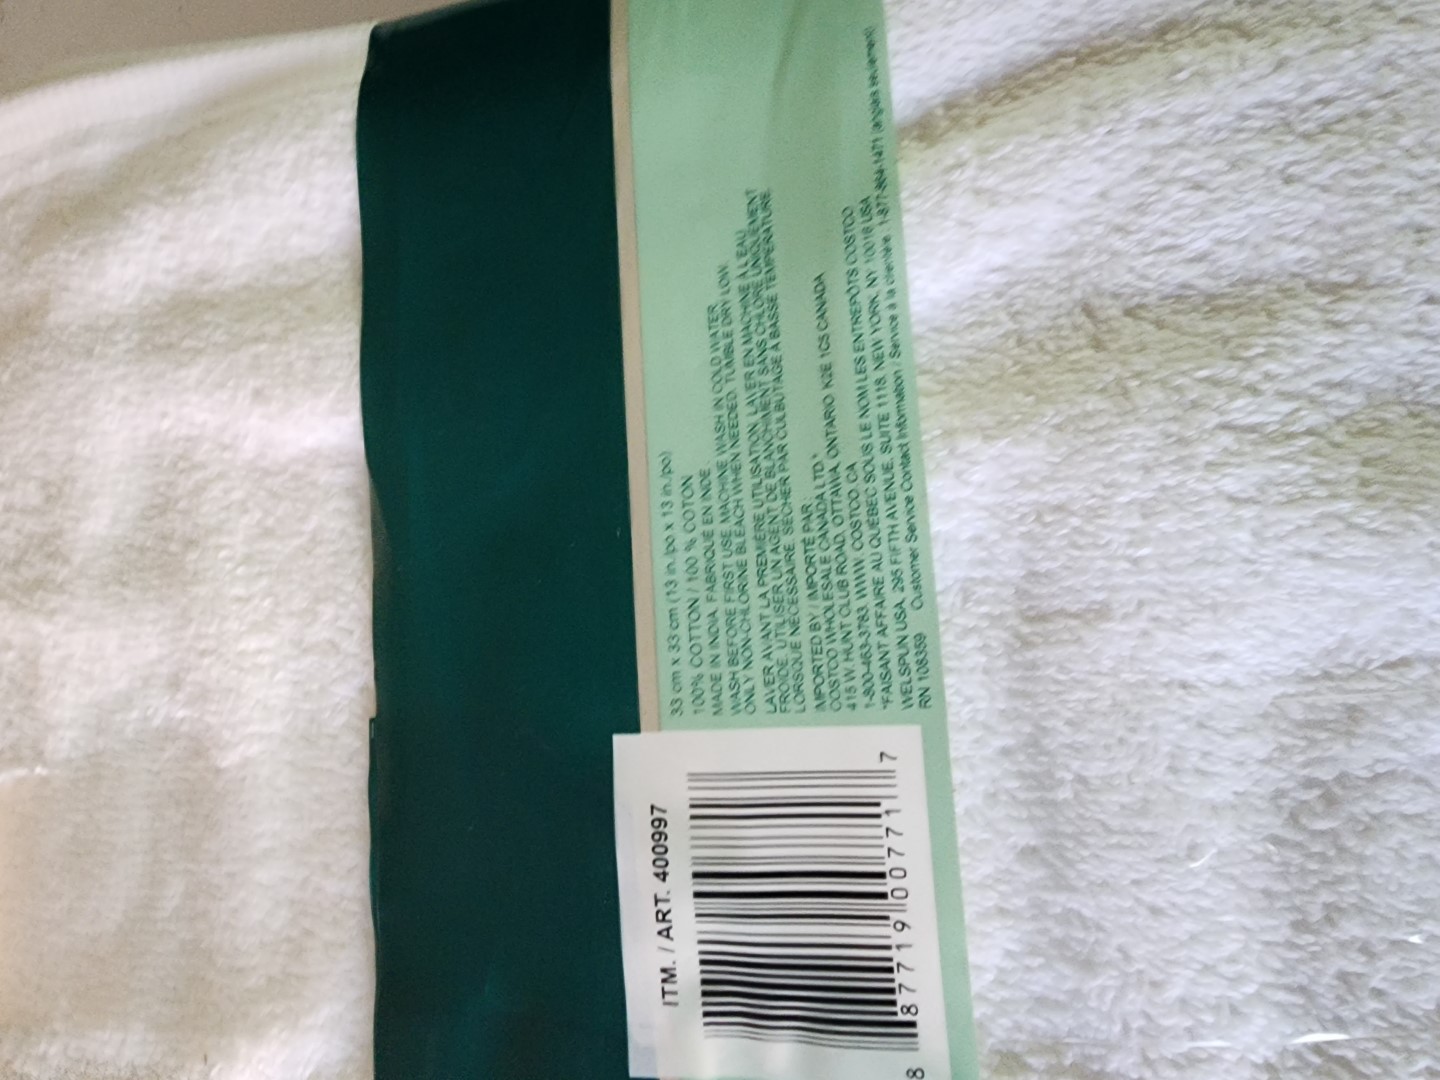 ITM. / ART. 400997
8 87719 00771 7
33 cm x 33 cm (13 in./po x 13 in./po)
100% COTTON / 100 % COTON
MADE IN INDIA. FABRIQUÉ EN INDE.
WASH BEFORE FIRST USE. MACHINE WASH IN COLD WATER.
ONLY NON-CHLORINE BLEACH WHEN NEEDED. TUMBLE DRY LOW.
LAVER AVANT LA PREMIÈRE UTILISATION. LAVER EN MACHINE À L'EAU
FROIDE. UTILISER UN AGENT DE BLANCHIMENT SANS CHLORE UNIQUEMENT
LORSQUE NÉCESSAIRE. SÉCHER PAR CULBUTAGE À BASSE TEMPÉRATURE.
IMPORTED BY / IMPORTÉ PAR :
COSTCO WHOLESALE CANADA LTD.*
415 W. HUNT CLUB ROAD, OTTAWA, ONTARIO K2E 1C5 CANADA
1-800-463-3783. WWW. COSTCO. CA
*FAISANT AFFAIRE AU QUÉBEC SOUS LE NOM LES ENTREPÔTS COSTCO
WELSPUN USA, 295 FIFTH AVENUE, SUITE 1118, NEW YORK, NY 10016 USA
RN 108359 Customer Service Contact Information / Service à la clientèle : 1-877-864-1471 (anglais seulement)